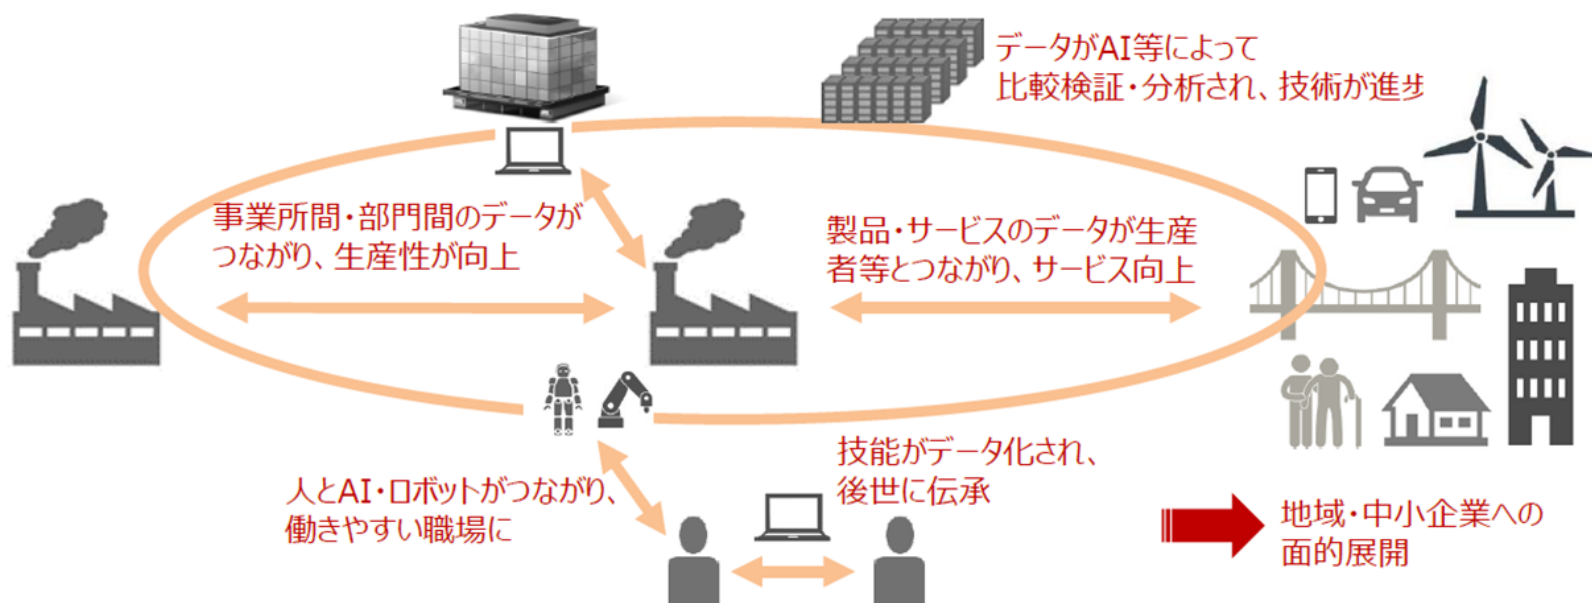 データがAI等によって
比較検証・分析され、技術が進歩
事業所間・部門間のデータが
つながり、生産性が向上
製品・サービスのデータが生産
者等とつながり、サービス向上
人とAI・ロボットがつながり、
働きやすい職場に
技能がデータ化され、
後世に伝承
地域・中小企業への
面的展開